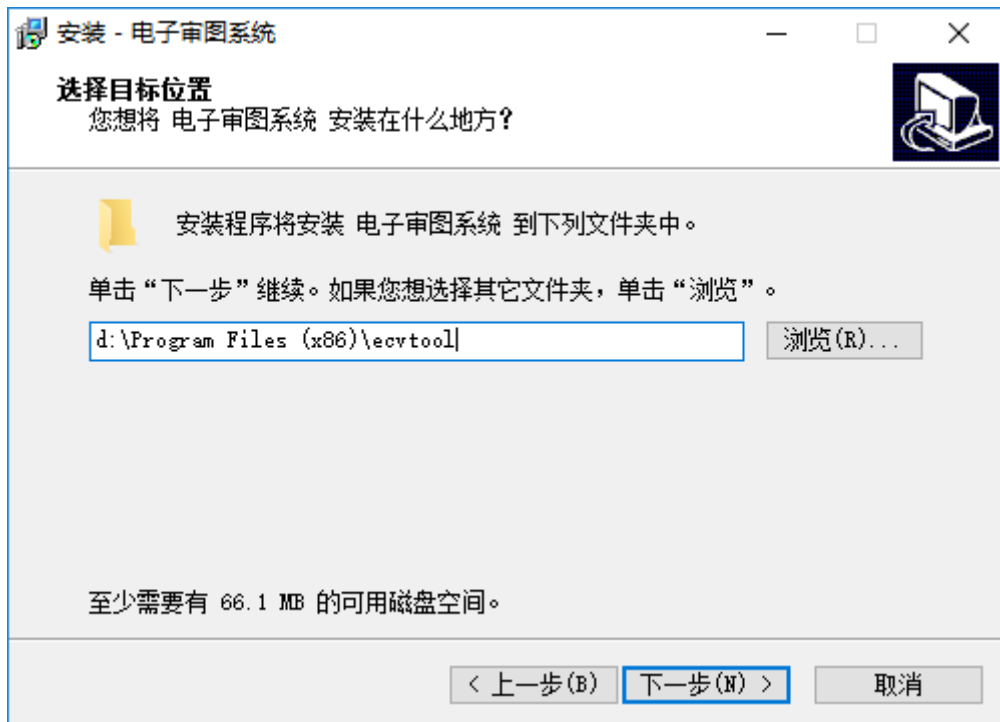 安装 - 电子审图系统
选择目标位置
您想将 电子审图系统 安装在什么地方?
安装程序将安装 电子审图系统 到下列文件夹中。
单击“下一步”继续。如果您想选择其它文件夹，单击“浏览”。
d:\Program Files (x86)\ecvtool
浏览(R)...
至少需要有 66.1 MB 的可用磁盘空间。
< 上一步(B)
下一步(N) >
取消